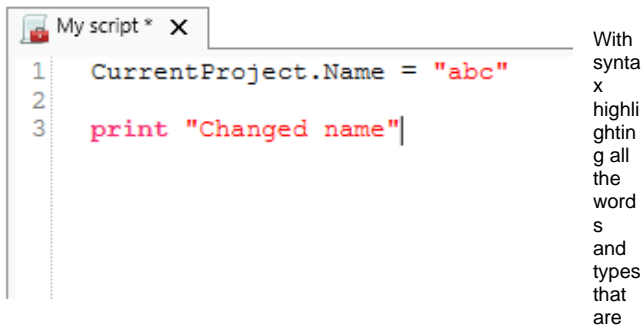 My script * X
1 CurrentProject.Name = "abc"
2
3 print "Changed name"
With
synta
x
highli
ghtin
g all
the
word
s
and
types
that
are